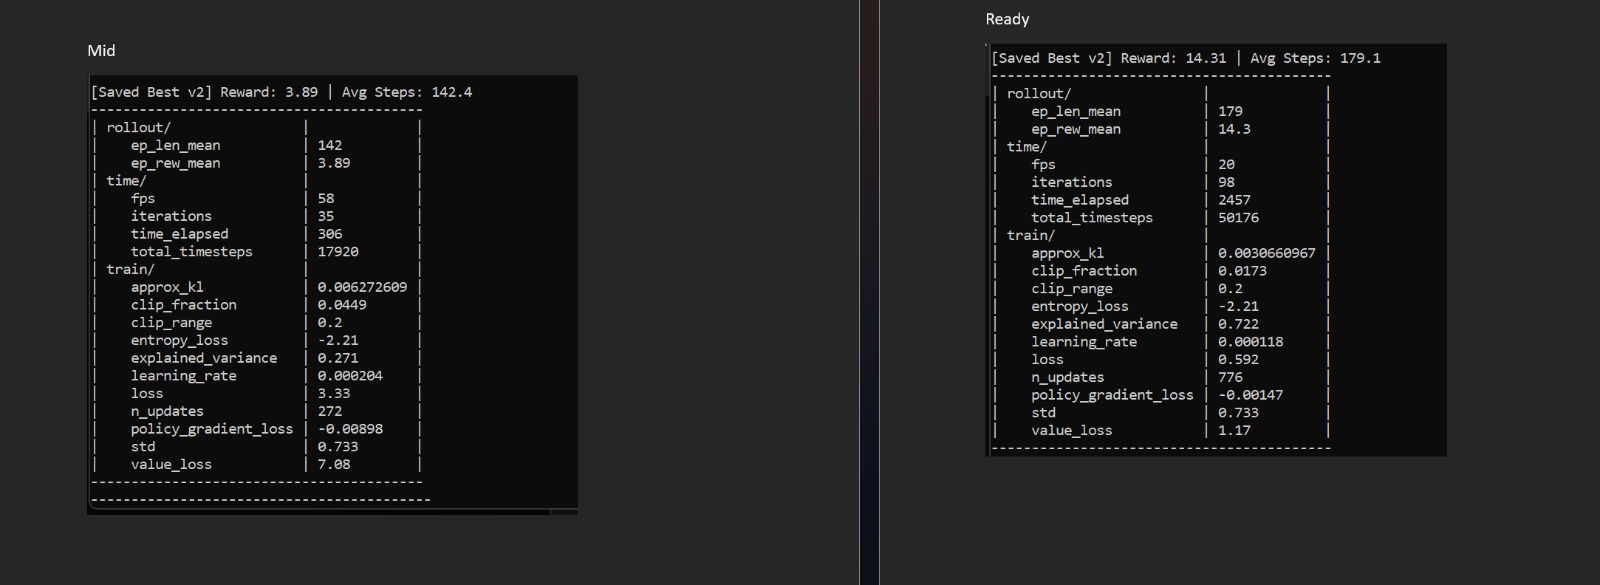 Mid
[Saved Best v2] Reward: 3.89 | Avg Steps: 142.4
-----------------------------------------
| rollout/                |             |
|    ep_len_mean          | 142         |
|    ep_rew_mean          | 3.89        |
| time/                   |             |
|    fps                  | 58          |
|    iterations           | 35          |
|    time_elapsed         | 306         |
|    total_timesteps      | 17920       |
| train/                  |             |
|    approx_kl            | 0.006272609 |
|    clip_fraction        | 0.0449      |
|    clip_range           | 0.2         |
|    entropy_loss         | -2.21       |
|    explained_variance   | 0.271       |
|    learning_rate        | 0.000204    |
|    loss                 | 3.33        |
|    n_updates            | 272         |
|    policy_gradient_loss | -0.00898    |
|    std                  | 0.733       |
|    value_loss           | 7.08        |
-----------------------------------------
------------------------------------------
Ready
[Saved Best v2] Reward: 14.31 | Avg Steps: 179.1
------------------------------------------
| rollout/                |              |
|    ep_len_mean          | 179          |
|    ep_rew_mean          | 14.3         |
| time/                   |              |
|    fps                  | 20           |
|    iterations           | 98           |
|    time_elapsed         | 2457         |
|    total_timesteps      | 50176        |
| train/                  |              |
|    approx_kl            | 0.0030660967 |
|    clip_fraction        | 0.0173       |
|    clip_range           | 0.2          |
|    entropy_loss         | -2.21        |
|    explained_variance   | 0.722        |
|    learning_rate        | 0.000118     |
|    loss                 | 0.592        |
|    n_updates            | 776          |
|    policy_gradient_loss | -0.00147     |
|    std                  | 0.733        |
|    value_loss           | 1.17         |
------------------------------------------